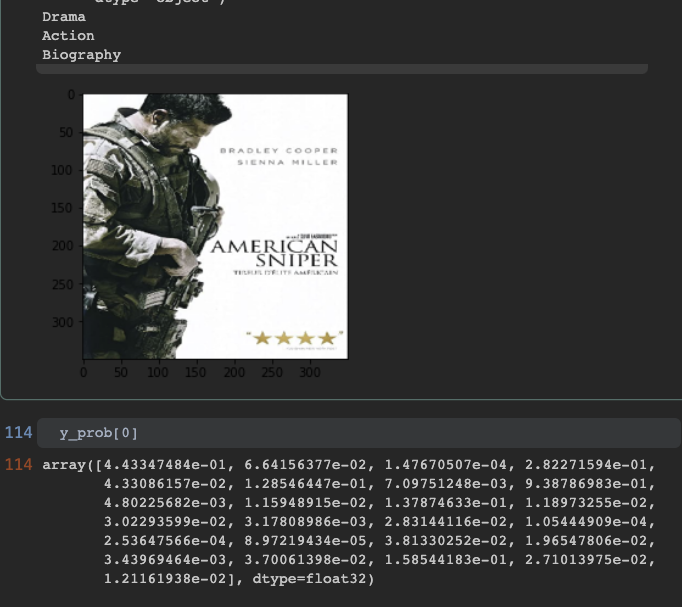 Drama
Action
Biography
0
50
100
150
200
250
300
BRADLEY COOPER
SIENNA MILLER
AMERICAN
SNIPER
TIREUR D'ÉLITE AMÉRICAIN
0 50 100 150 200 250 300
114 y_prob[0]
114 array([4.43347484e-01, 6.64156377e-02, 1.47670507e-04, 2.82271594e-01,
4.33086157e-02, 1.28546447e-01, 7.09751248e-03, 9.38786983e-01,
4.80225682e-03, 1.15948915e-02, 1.37874633e-01, 1.18973255e-02,
3.02293599e-02, 3.17808986e-03, 2.83144116e-02, 1.05444909e-04,
2.53647566e-04, 8.97219434e-05, 3.81330252e-02, 1.96547806e-02,
3.43969464e-03, 3.70061398e-02, 1.58544183e-01, 2.71013975e-02,
1.21161938e-02], dtype=float32)